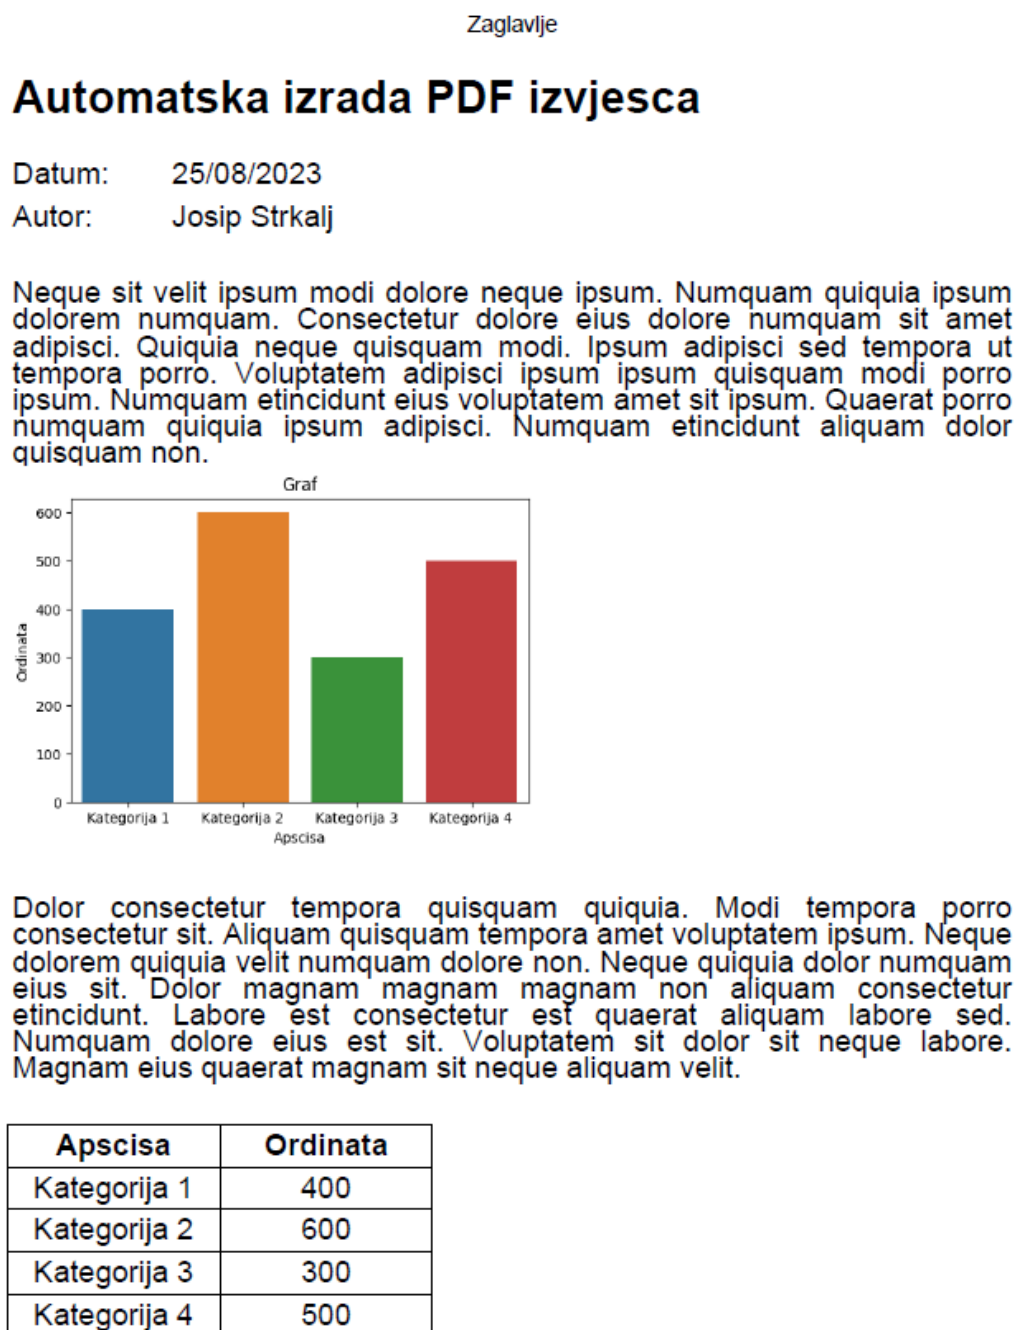 Zaglavlje
Automatska izrada PDF izvjesca
Datum: 25/08/2023
Autor: Josip Strkalj
Neque sit velit ipsum modi dolore neque ipsum. Numquam quiquia ipsum
dolorem numquam. Consectetur dolore eius dolore numquam sit amet
adipisci. Quiquia neque quisquam modi. Ipsum adipisci sed tempora ut
tempora porro. Voluptatem adipisci ipsum ipsum quisquam modi porro
ipsum. Numquam etincidunt eius voluptatem amet sit ipsum. Quaerat porro
numquam quiquia ipsum adipisci. Numquam etincidunt aliquam dolor
quisquam non.
Graf
600
500
400
300
200
100
0
Ordinata
Kategorija 1 Kategorija 2 Kategorija 3 Kategorija 4
Apscisa
Dolor consectetur tempora quisquam quiquia. Modi tempora porro
consectetur sit. Aliquam quisquam tempora amet voluptatem ipsum. Neque
dolorem quiquia velit numquam dolore non. Neque quiquia dolor numquam
eius sit. Dolor magnam magnam magnam non aliquam consectetur
etincidunt. Labore est consectetur est quaerat aliquam labore sed.
Numquam dolore eius est sit. Voluptatem sit dolor sit neque labore.
Magnam eius quaerat magnam sit neque aliquam velit.
Apscisa Ordinata
Kategorija 1 400
Kategorija 2 600
Kategorija 3 300
Kategorija 4 500